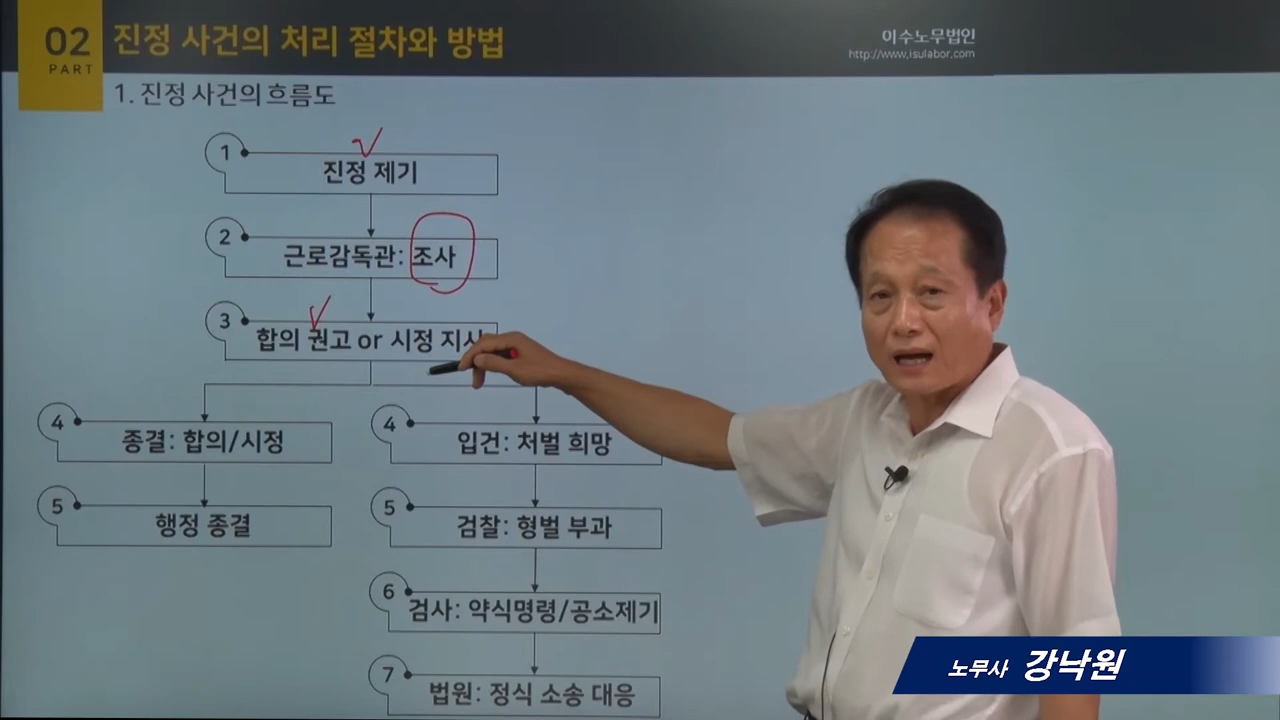 02
PART
진정 사건의 처리 절차와 방법
이수노무법인
http://www.isulabor.com
1. 진정 사건의 흐름도
1
진정 제기
2
근로감독관: 조사
3
합의 권고 or 시정 지시
4
종결: 합의/시정
4
입건: 처벌 희망
5
행정 종결
5
검찰: 형벌 부과
6
검사: 약식명령/공소제기
7
법원: 정식 소송 대응
노무사 강낙원